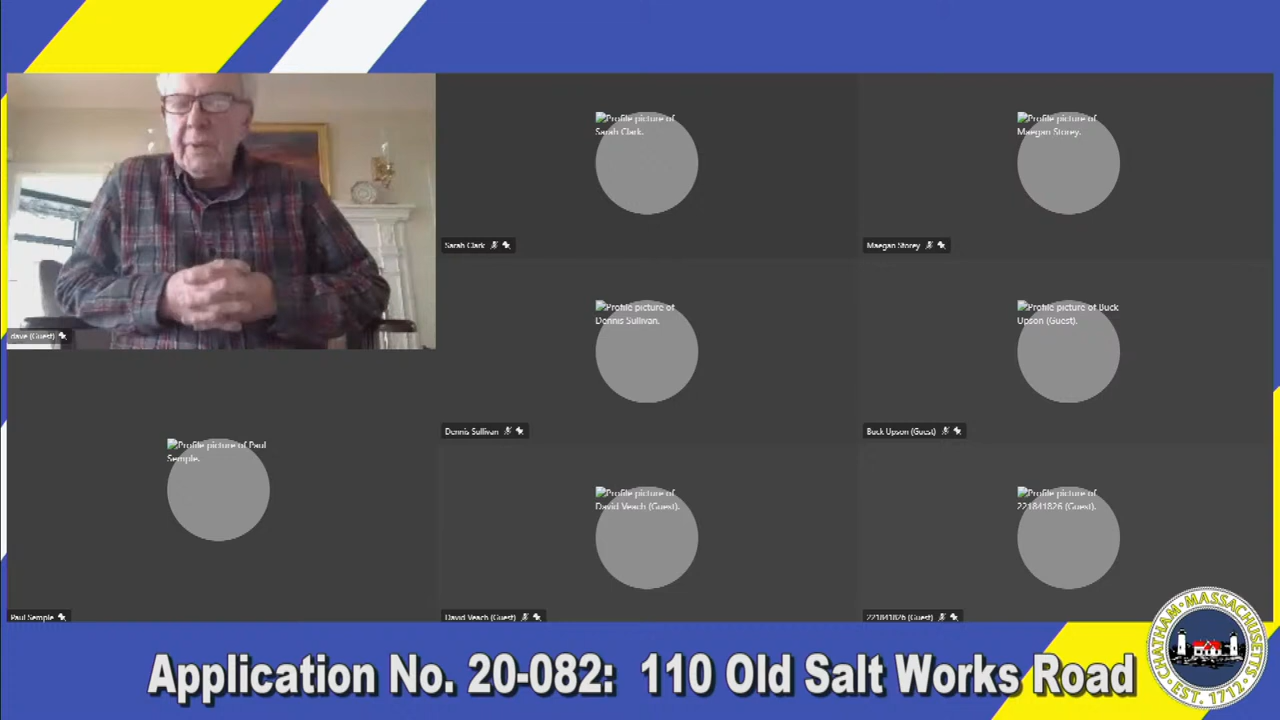 Profile picture of
Sarah Clark.
Profile picture of
Maegan Storey.
Sarah Clark
Maegan Storey
Profile picture of
Dennis Sullivan.
Profile picture of Buck
Upson (Guest).
dave (Guest)
Dennis Sullivan
Buck Upson (Guest)
Profile picture of Paul
Semple.
Profile picture of
David Veach (Guest).
Profile picture of
221841826 (Guest).
Paul Semple
David Veach (Guest)
221841826 (Guest)
Application No. 20-082: 110 Old Salt Works Road
CHATHAM • MASSACHUSETTS
EST. 1712